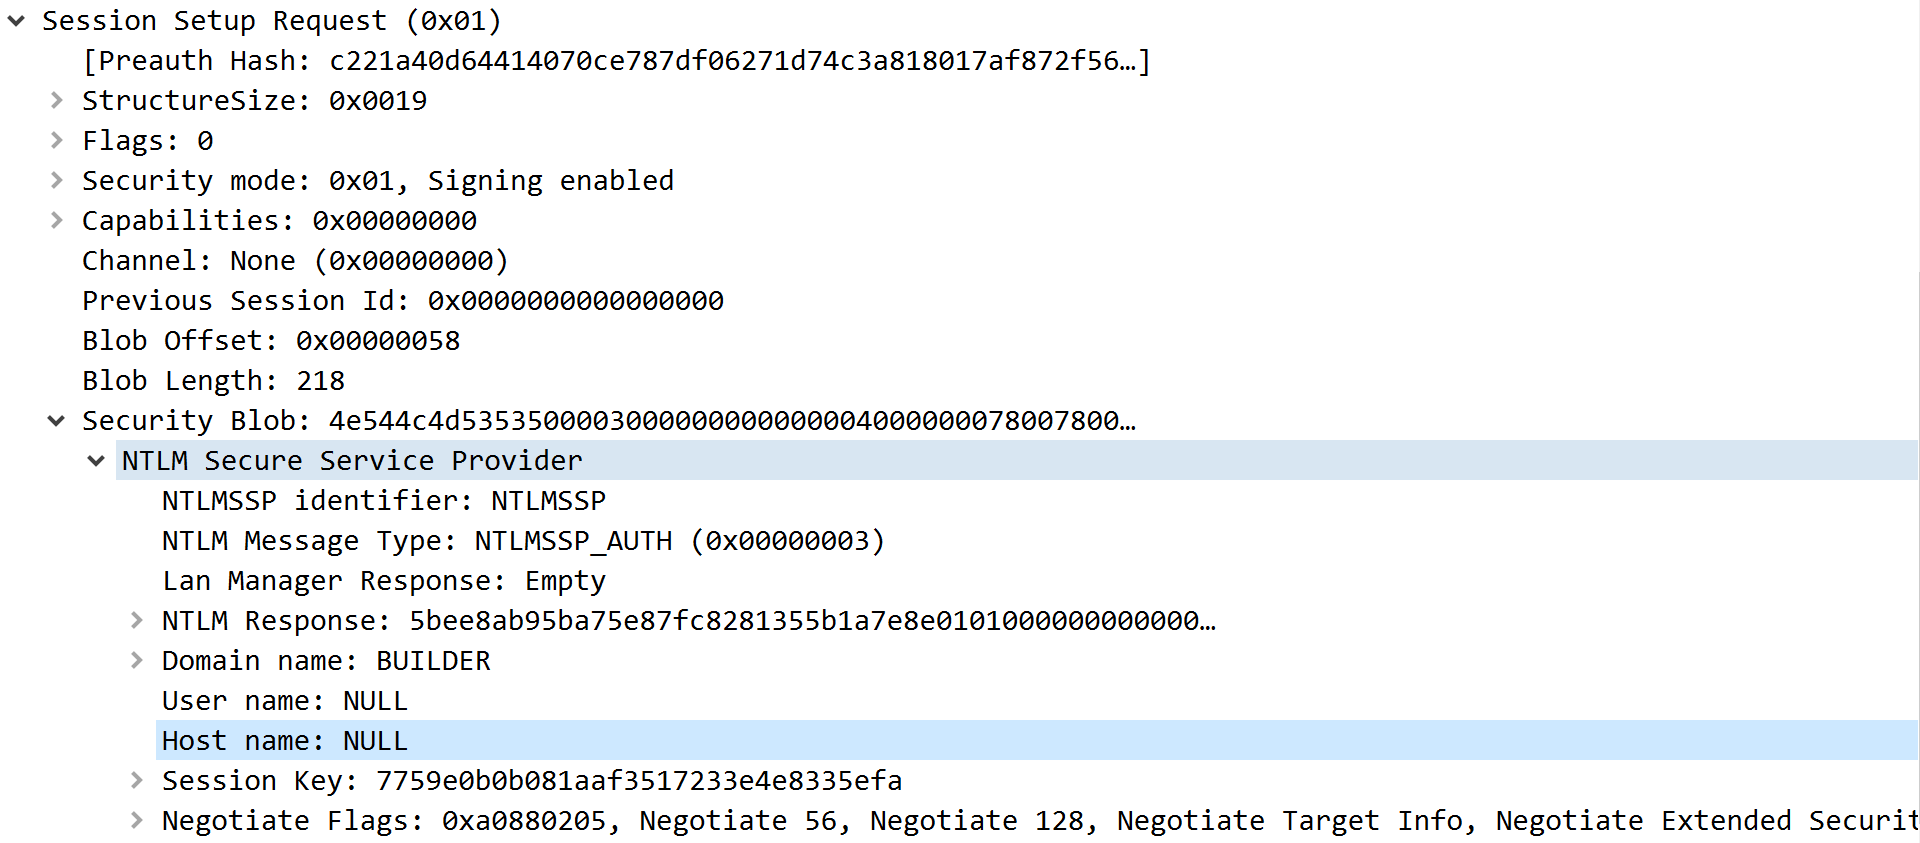 Session Setup Request (0x01)
[Preauth Hash: c221a40d64414070ce787df06271d74c3a818017af872f56…]
StructureSize: 0x0019
Flags: 0
Security mode: 0x01, Signing enabled
Capabilities: 0x00000000
Channel: None (0x00000000)
Previous Session Id: 0x0000000000000000
Blob Offset: 0x00000058
Blob Length: 218
Security Blob: 4e544c4d5353500003000000000000004000000078007800…
NTLM Secure Service Provider
NTLMSSP identifier: NTLMSSP
NTLM Message Type: NTLMSSP_AUTH (0x00000003)
Lan Manager Response: Empty
NTLM Response: 5bee8ab95ba75e87fc8281355b1a7e8e0101000000000000…
Domain name: BUILDER
User name: NULL
Host name: NULL
Session Key: 7759e0b0b081aaf3517233e4e8335efa
Negotiate Flags: 0xa0880205, Negotiate 56, Negotiate 128, Negotiate Target Info, Negotiate Extended Securit